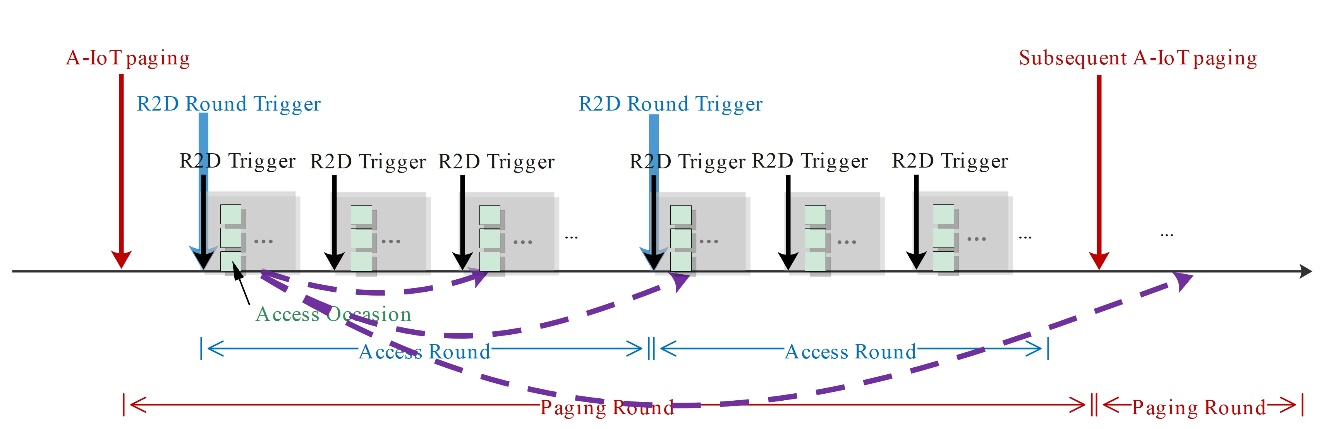 A-IoT paging
Subsequent A-IoT paging
R2D Round Trigger
R2D Round Trigger
R2D Trigger
R2D Trigger
R2D Trigger
R2D Trigger
R2D Trigger
R2D Trigger
...
...
...
...
...
...
...
...
...
Access Occasion
Access Round
Access Round
Paging Round
Paging Round